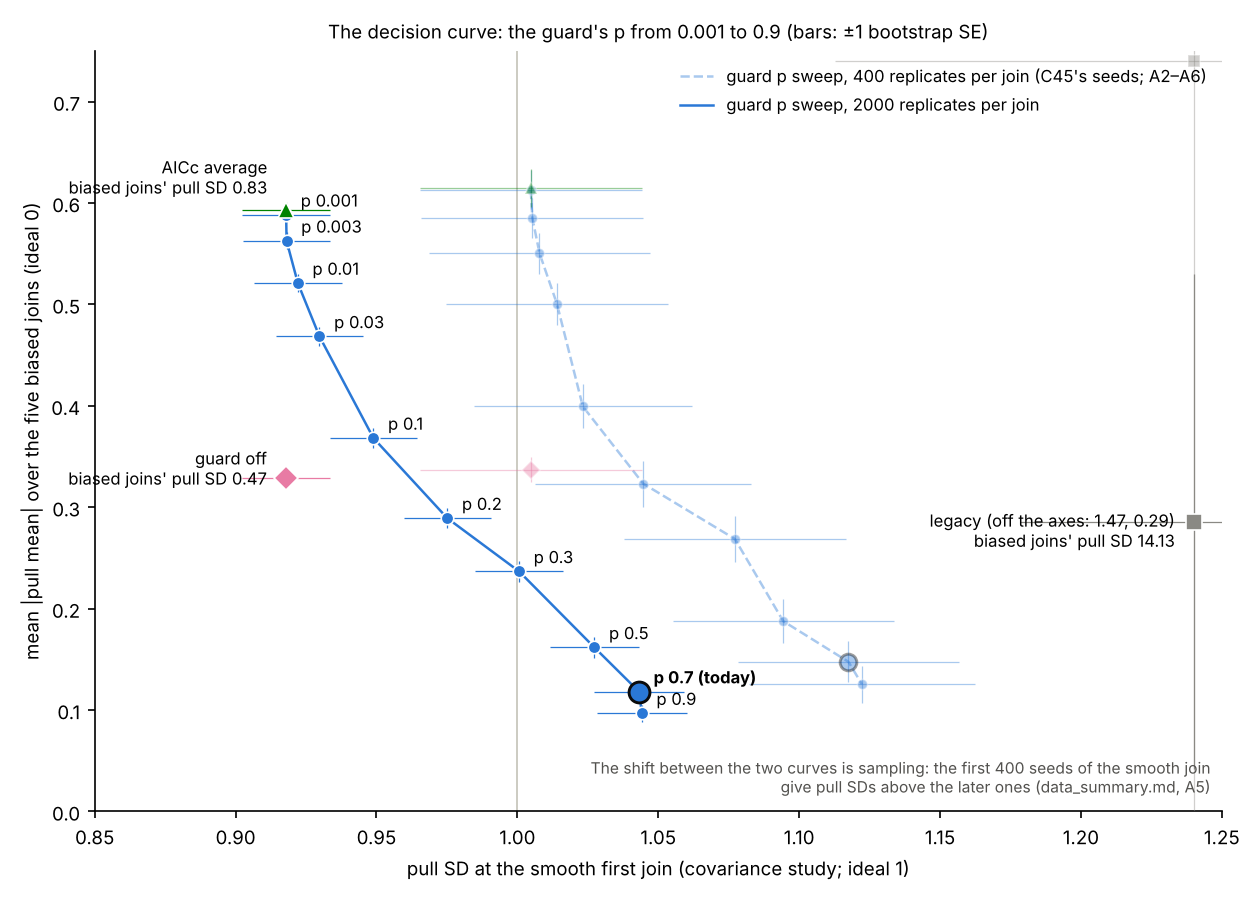 The decision curve: the guard's p from 0.001 to 0.9 (bars: ±1 bootstrap SE)
guard p sweep, 400 replicates per join (C45's seeds; A2–A6)
guard p sweep, 2000 replicates per join
AICc average
biased joins' pull SD 0.83
p 0.001
p 0.003
p 0.01
p 0.03
p 0.1
guard off
biased joins' pull SD 0.47
p 0.2
legacy (off the axes: 1.47, 0.29)
biased joins' pull SD 14.13
p 0.3
p 0.5
p 0.7 (today)
p 0.9
The shift between the two curves is sampling: the first 400 seeds of the smooth join
give pull SDs above the later ones (data_summary.md, A5)
mean |pull mean| over the five biased joins (ideal 0)
0.7
0.6
0.5
0.4
0.3
0.2
0.1
0.0
0.85
0.90
0.95
1.00
1.05
1.10
1.15
1.20
1.25
pull SD at the smooth first join (covariance study; ideal 1)